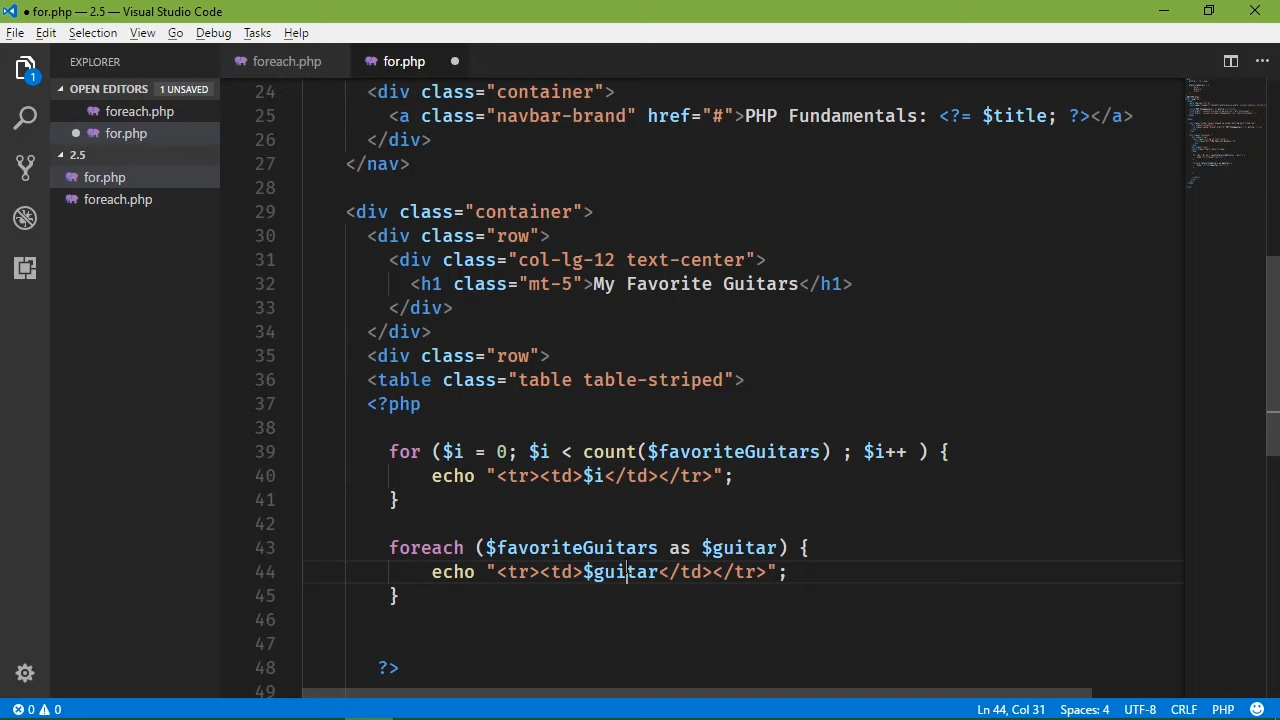 ● for.php — 2.5 — Visual Studio Code
File Edit Selection View Go Debug Tasks Help
EXPLORER
OPEN EDITORS 1 UNSAVED
foreach.php
for.php
2.5
for.php
foreach.php
1
foreach.php for.php
24 <div class="container">
25 <a class="navbar-brand" href="#">PHP Fundamentals: <?= $title; ?></a>
26 </div>
27 </nav>
28
29 <div class="container">
30 <div class="row">
31 <div class="col-lg-12 text-center">
32 <h1 class="mt-5">My Favorite Guitars</h1>
33 </div>
34 </div>
35 <div class="row">
36 <table class="table table-striped">
37 <?php
38
39 for ($i = 0; $i < count($favoriteGuitars) ; $i++ ) {
40 echo "<tr><td>$i</td></tr>";
41 }
42
43 foreach ($favoriteGuitars as $guitar) {
44 echo "<tr><td>$guitar</td></tr>";
45 }
46
47
48 ?>
49
0 0 Ln 44, Col 31 Spaces: 4 UTF-8 CRLF PHP